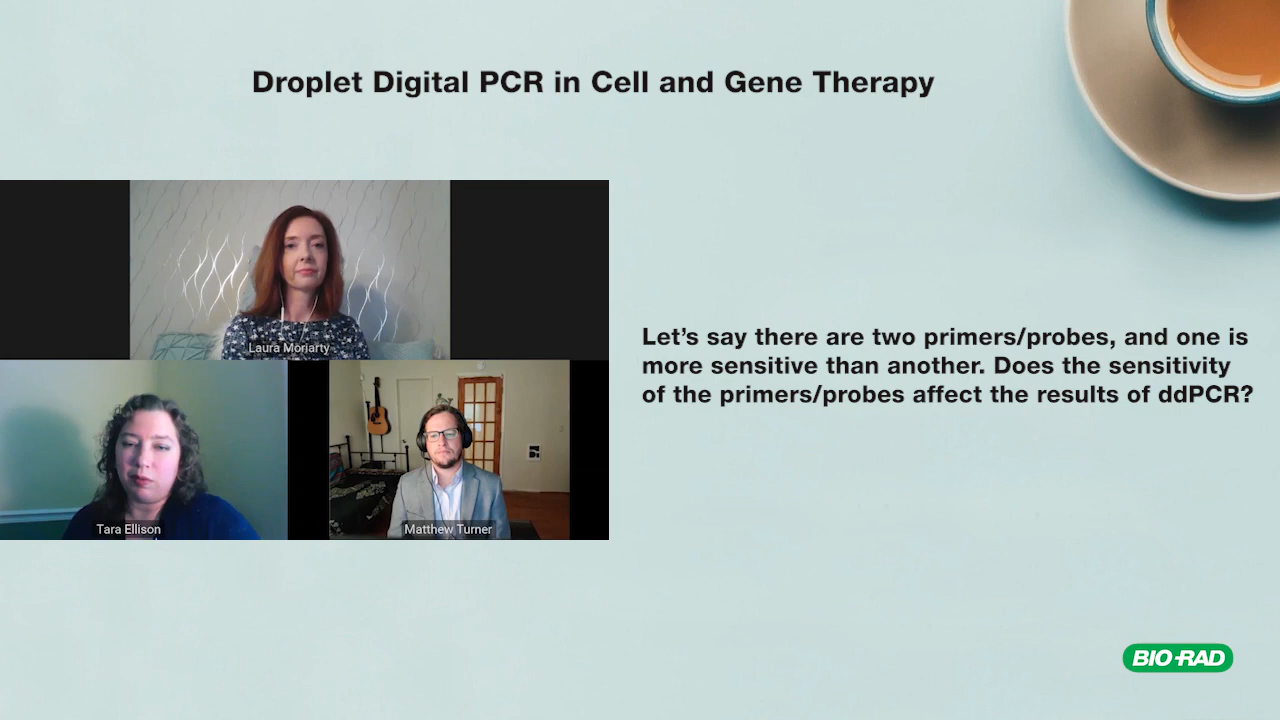 Droplet Digital PCR in Cell and Gene Therapy
Laura Moriarty
Let's say there are two primers/probes, and one is
more sensitive than another. Does the sensitivity
of the primers/probes affect the results of ddPCR?
Tara Ellison
Matthew Turner
BIO-RAD